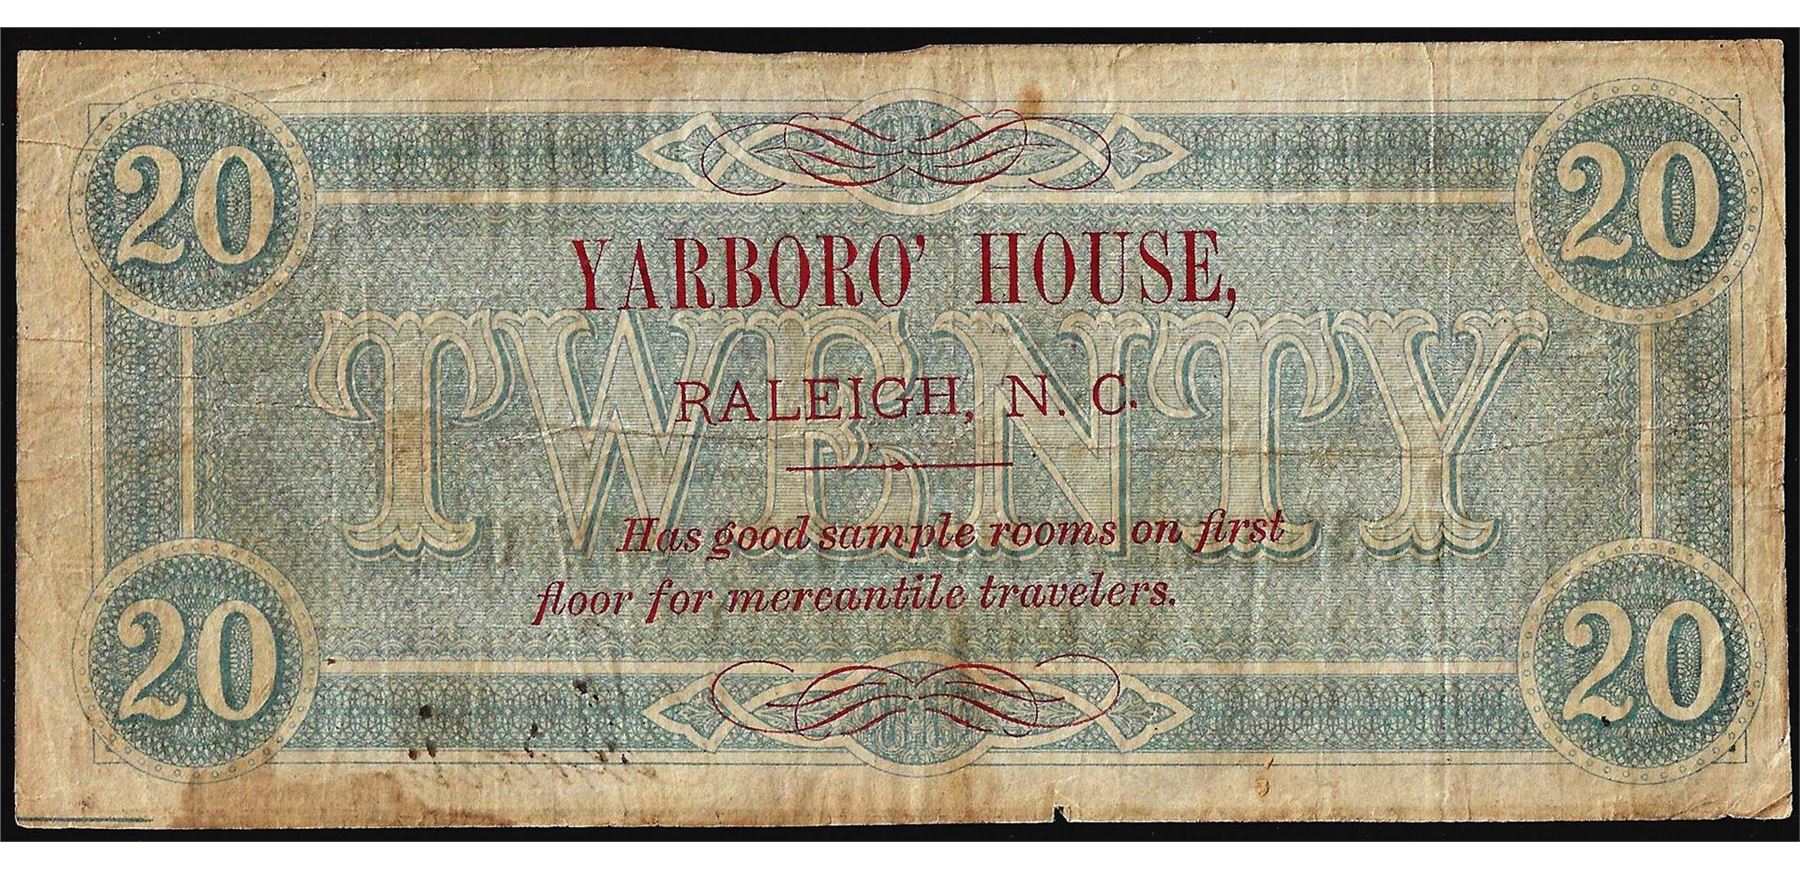 20 20
YARBORO' HOUSE,
TWENTY
RALEIGH, N. C.
Has good sample rooms on first
floor for mercantile travelers.
20 20